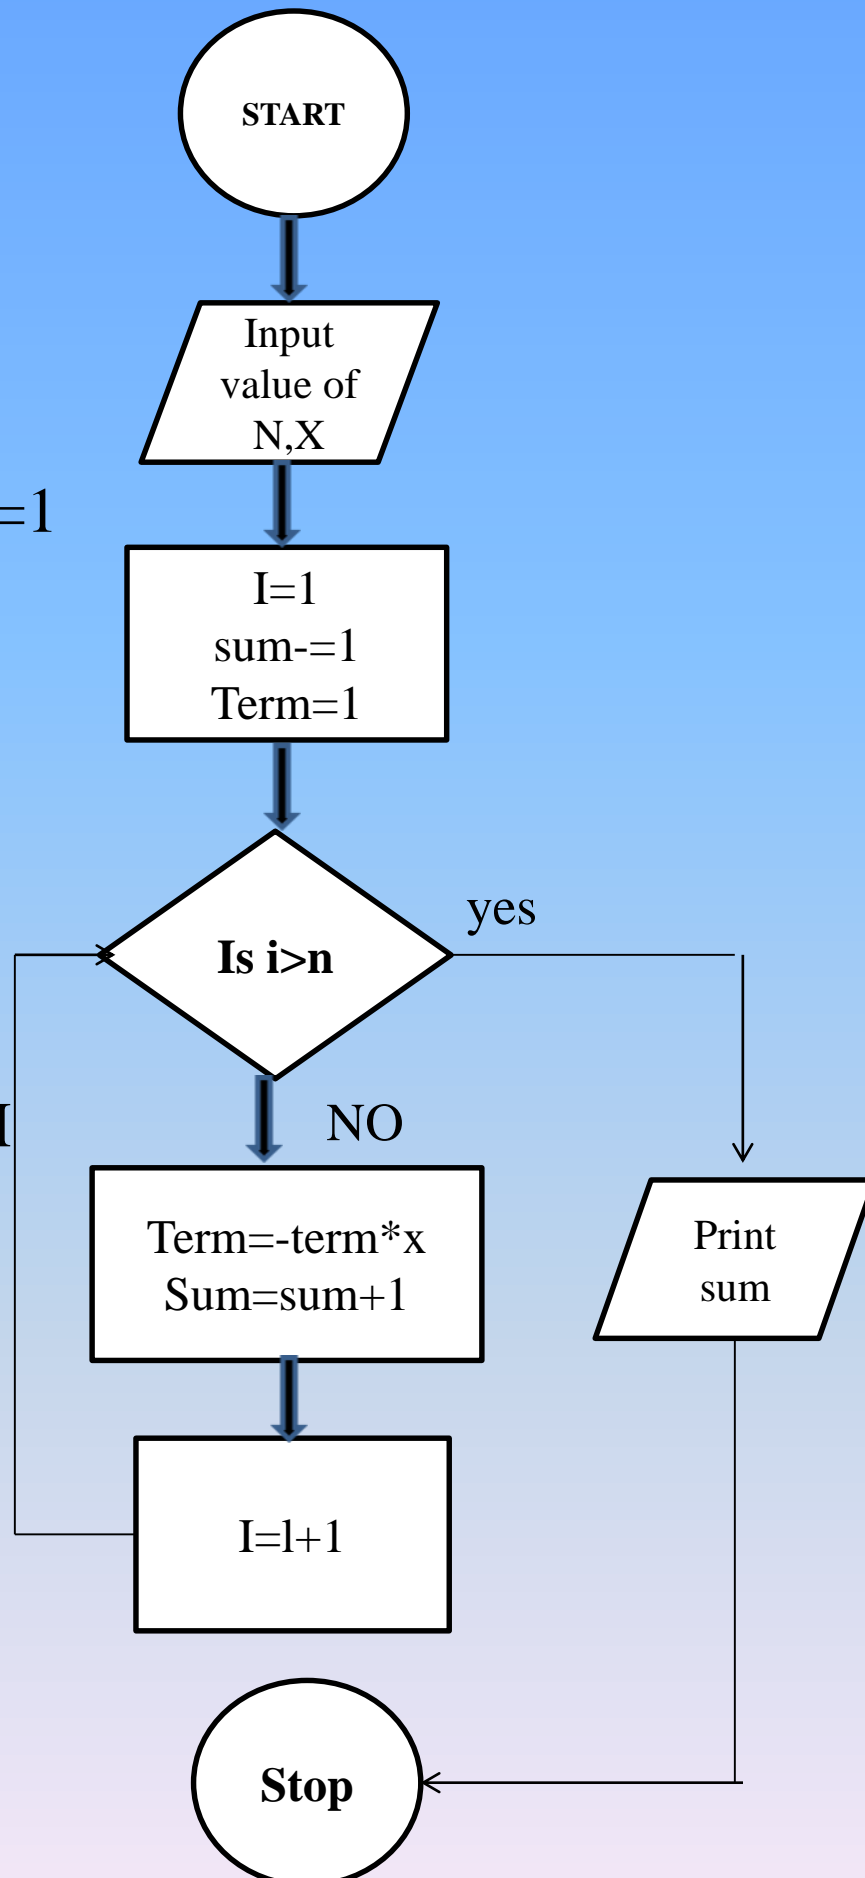 START
Input
value of
N,X
=1
I=1
sum-=1
Term=1
yes
Is i>n
I
NO
Term=-term*x
Sum=sum+1
Print
sum
I=l+1
Stop